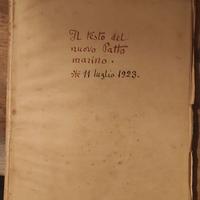 Il testo del
nuovo Patto
marino.
* 11 luglio 1923.